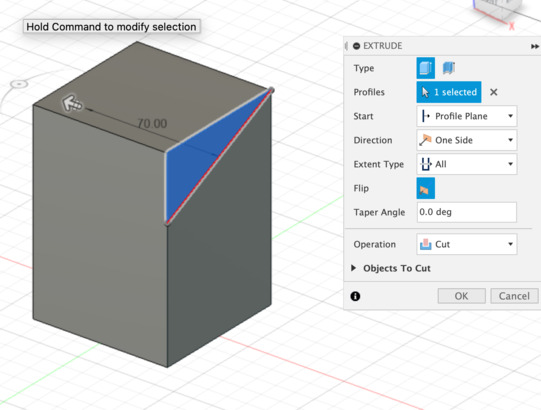 Hold Command to modify selection
X
70.00
EXTRUDE
Type
Profiles 1 selected
Start Profile Plane
Direction One Side
Extent Type All
Flip
Taper Angle 0.0 deg
Operation Cut
Objects To Cut
OK Cancel